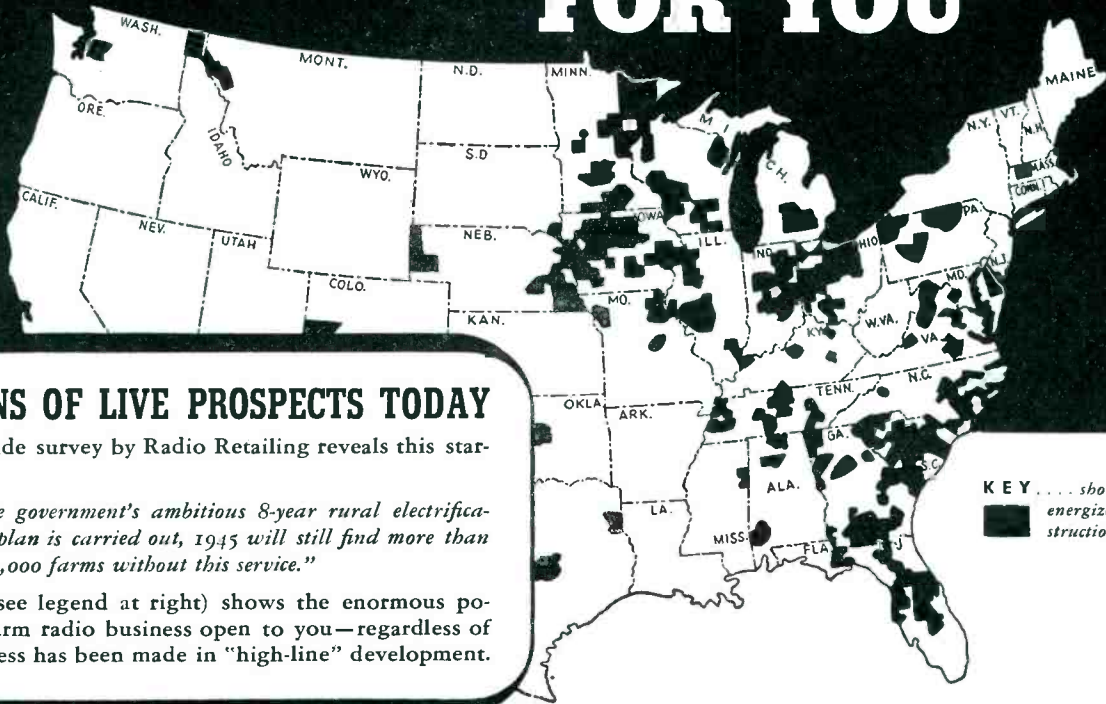 FOR YOU
WASH.
MONT.
N.D.
MINN.
MAINE
ORE.
IDAHO
S.D
MICH.
N.Y.
VT.
N.H.
MASS.
CONN.
WYO.
CALIF.
NEV.
UTAH
NEB.
IOWA
ILL.
IND.
OHIO
PA.
N.J.
MD.
COLO.
KAN.
MO.
KY.
W.VA.
VA.
TENN.
N.C.
OKLA.
ARK.
GA.
S.C.
ALA.
LA.
MISS.
FLA.
NS OF LIVE PROSPECTS TODAY
de survey by Radio Retailing reveals this star-
e government's ambitious 8-year rural electrifica-
plan is carried out, 1945 will still find more than
,000 farms without this service."
see legend at right) shows the enormous po-
arm radio business open to you—regardless of
ess has been made in "high-line" development.
KEY.... sho
energiz
structio